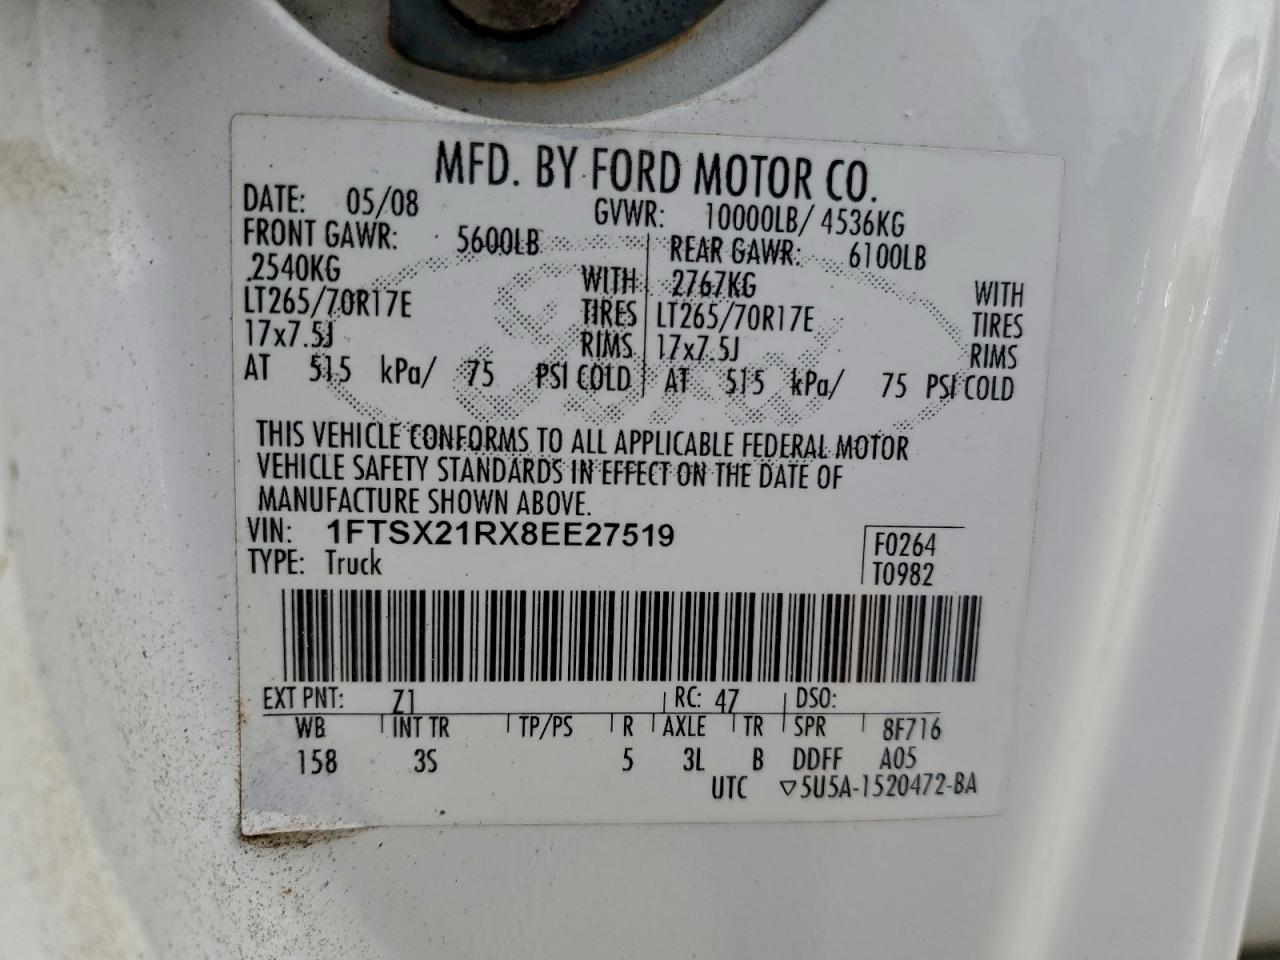 MFD. BY FORD MOTOR CO.
DATE: 05/08 GVWR: 10000LB/ 4536KG
FRONT GAWR: 5600LB REAR GAWR: 6100LB
2540KG WITH 2767KG WITH
LT265/70R17E TIRES LT265/70R17E TIRES
17x7.5J RIMS 17x7.5J RIMS
AT 515 kPa/ 75 PSI COLD AT 515 kPa/ 75 PSI COLD
THIS VEHICLE CONFORMS TO ALL APPLICABLE FEDERAL MOTOR
VEHICLE SAFETY STANDARDS IN EFFECT ON THE DATE OF
MANUFACTURE SHOWN ABOVE.
VIN: 1FTSX21RX8EE27519 F0264
TYPE: Truck T0982
EXT PNT: Z1 RC: 47 DSO:
WB INT TR TP/PS R AXLE TR SPR 8F716
158 3S 5 3L B DDFF A05
UTC ▽5U5A-1520472-BA